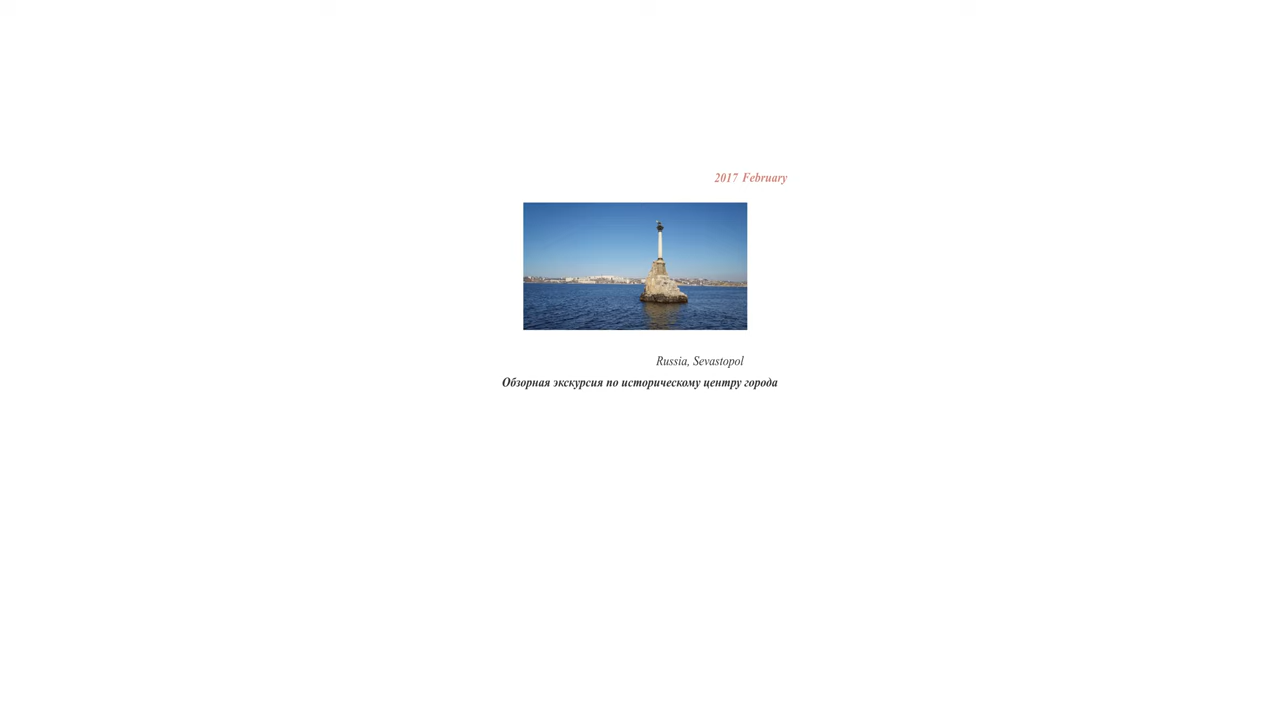 2017 February
Russia, Sevastopol
Обзорная экскурсия по историческому центру города